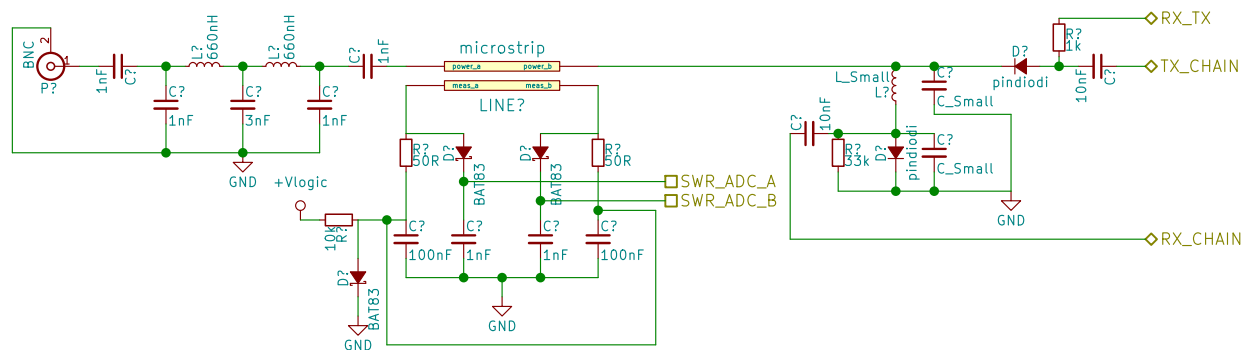 BNC
2
1
P?
1nF
C?
L?
660nH
L?
660nH
C?
1nF
C?
3nF
C?
1nF
GND
C?
1nF
microstrip
power_a
power_b
meas_a
meas_b
LINE?
R?
50R
D?
BAT83
D?
BAT83
R?
50R
SWR_ADC_A
SWR_ADC_B
+Vlogic
10k
R?
D?
BAT83
GND
C?
100nF
C?
1nF
C?
1nF
C?
100nF
GND
L_Small
L?
C?
C_Small
D?
pindiodi
R?
1k
10nF
C?
RX_TX
TX_CHAIN
C?
10nF
R?
33k
D?
pindiodi
C?
C_Small
GND
RX_CHAIN